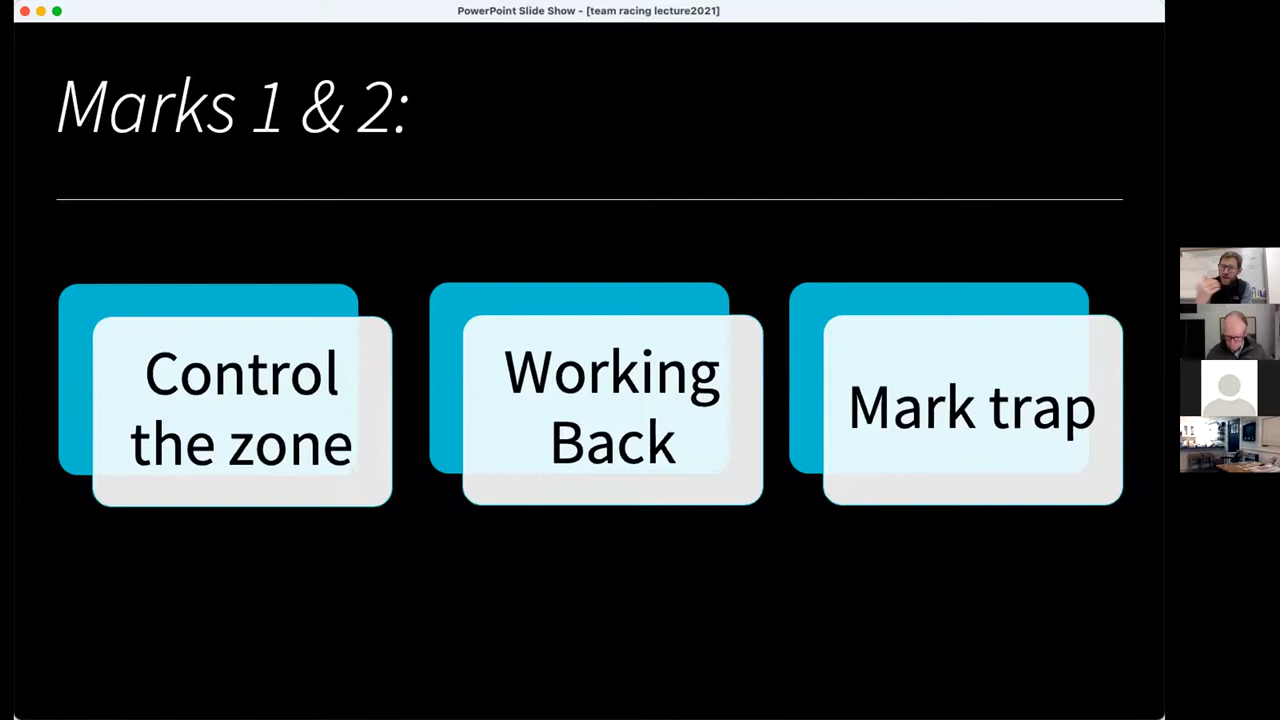 PowerPoint Slide Show - [team racing lecture2021]
Marks 1 & 2:
Control
the zone
Working
Back
Mark trap